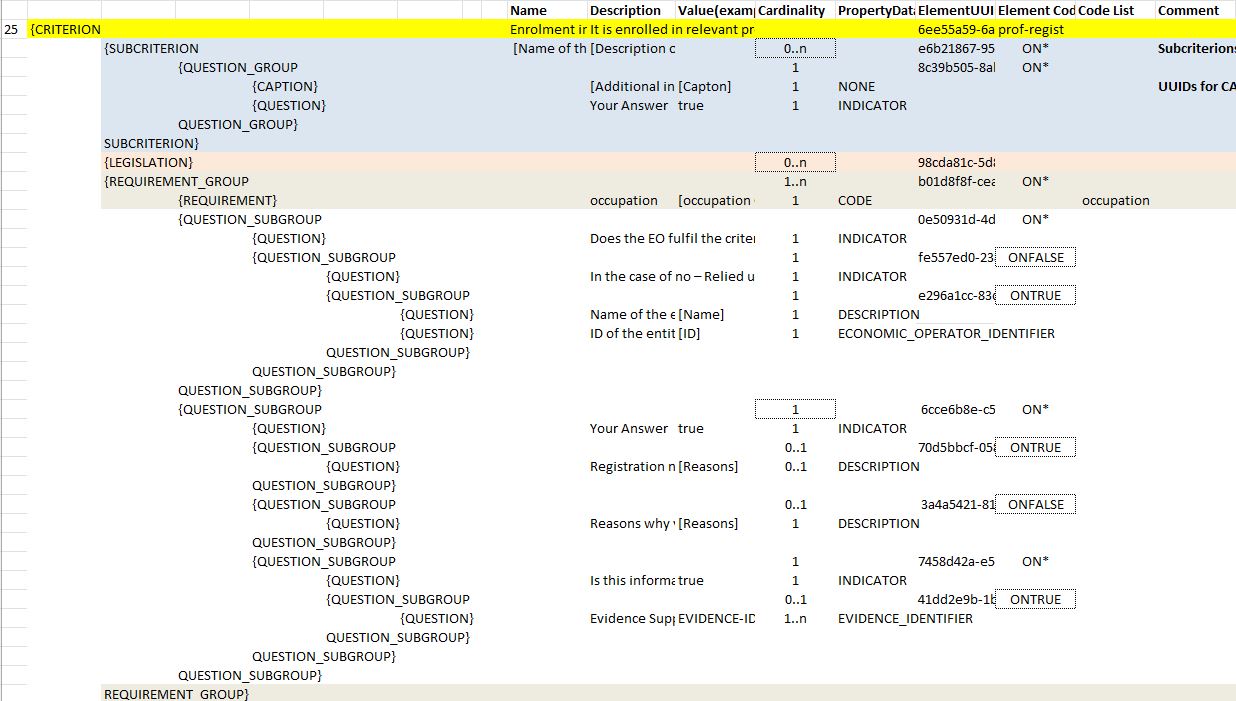 Name Description Value(exam Cardinality PropertyData ElementUUI Element Cod Code List Comment
25 {CRITERION Enrolment in It is enrolled in relevant pr 6ee55a59-6a prof-regist
{SUBCRITERION [Name of th [Description c 0..n e6b21867-95 ON* Subcriterions
{QUESTION_GROUP 1 8c39b505-8a ON*
{CAPTION} [Additional in [Capton] 1 NONE UUIDs for CA
{QUESTION} Your Answer true 1 INDICATOR
QUESTION_GROUP}
SUBCRITERION}
{LEGISLATION} 0..n 98cda81c-5d
{REQUIREMENT_GROUP 1..n b01d8f8f-cea ON*
{REQUIREMENT} occupation [occupation 1 CODE occupation
{QUESTION_SUBGROUP 0e50931d-4d ON*
{QUESTION} Does the EO fulfil the criter 1 INDICATOR
{QUESTION_SUBGROUP 1 fe557ed0-23 ONFALSE
{QUESTION} In the case of no – Relied u 1 INDICATOR
{QUESTION_SUBGROUP 1 e296a1cc-83c ONTRUE
{QUESTION} Name of the e [Name] 1 DESCRIPTION
{QUESTION} ID of the entit [ID] 1 ECONOMIC_OPERATOR_IDENTIFIER
QUESTION_SUBGROUP}
QUESTION_SUBGROUP}
QUESTION_SUBGROUP}
{QUESTION_SUBGROUP 1 6cce6b8e-c5 ON*
{QUESTION} Your Answer true 1 INDICATOR
{QUESTION_SUBGROUP 0..1 70d5bbcf-05 ONTRUE
{QUESTION} Registration n [Reasons] 0..1 DESCRIPTION
QUESTION_SUBGROUP}
{QUESTION_SUBGROUP 0..1 3a4a5421-81 ONFALSE
{QUESTION} Reasons why [Reasons] 1 DESCRIPTION
QUESTION_SUBGROUP}
{QUESTION_SUBGROUP 1 7458d42a-e5 ON*
{QUESTION} Is this informa true 1 INDICATOR
{QUESTION_SUBGROUP 0..1 41dd2e9b-1b ONTRUE
{QUESTION} Evidence Supp EVIDENCE-ID 1..n EVIDENCE_IDENTIFIER
QUESTION_SUBGROUP}
QUESTION_SUBGROUP}
QUESTION_SUBGROUP}
REQUIREMENT_GROUP}